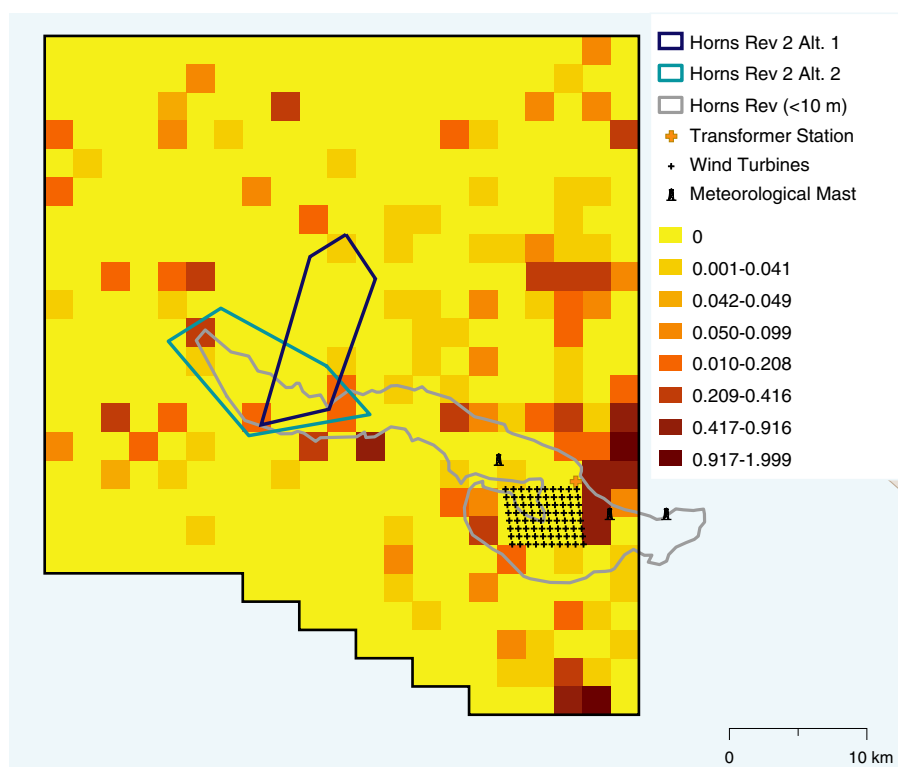 Horns Rev 2 Alt. 1
Horns Rev 2 Alt. 2
Horns Rev (<10 m)
Transformer Station
Wind Turbines
Meteorological Mast
0
0.001-0.041
0.042-0.049
0.050-0.099
0.010-0.208
0.209-0.416
0.417-0.916
0.917-1.999
0 10 km